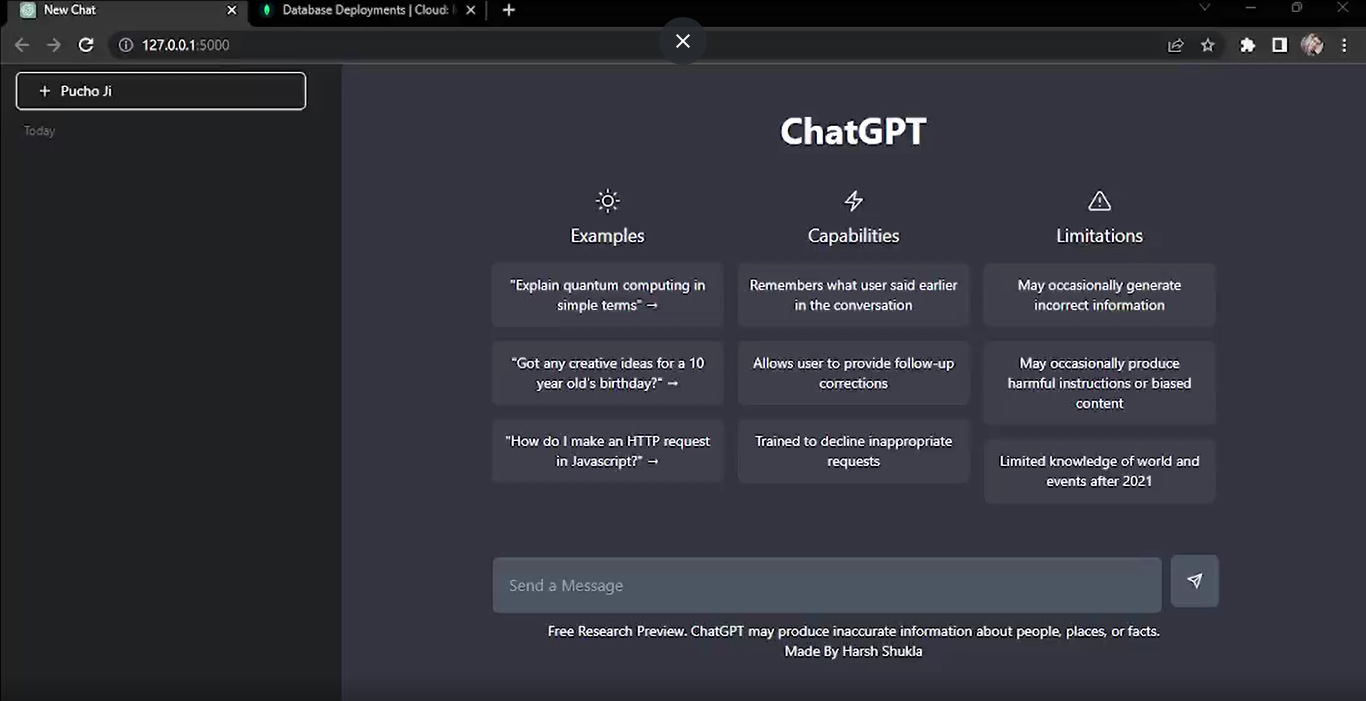 New Chat
Database Deployments | Cloud:
127.0.0.1:5000
+ Pucho Ji
Today
ChatGPT
Examples
Capabilities
Limitations
"Explain quantum computing in
simple terms" →
"Got any creative ideas for a 10
year old's birthday?" →
"How do I make an HTTP request
in Javascript?" →
Remembers what user said earlier
in the conversation
Allows user to provide follow-up
corrections
Trained to decline inappropriate
requests
May occasionally generate
incorrect information
May occasionally produce
harmful instructions or biased
content
Limited knowledge of world and
events after 2021
Send a Message
Free Research Preview. ChatGPT may produce inaccurate information about people, places, or facts.
Made By Harsh Shukla